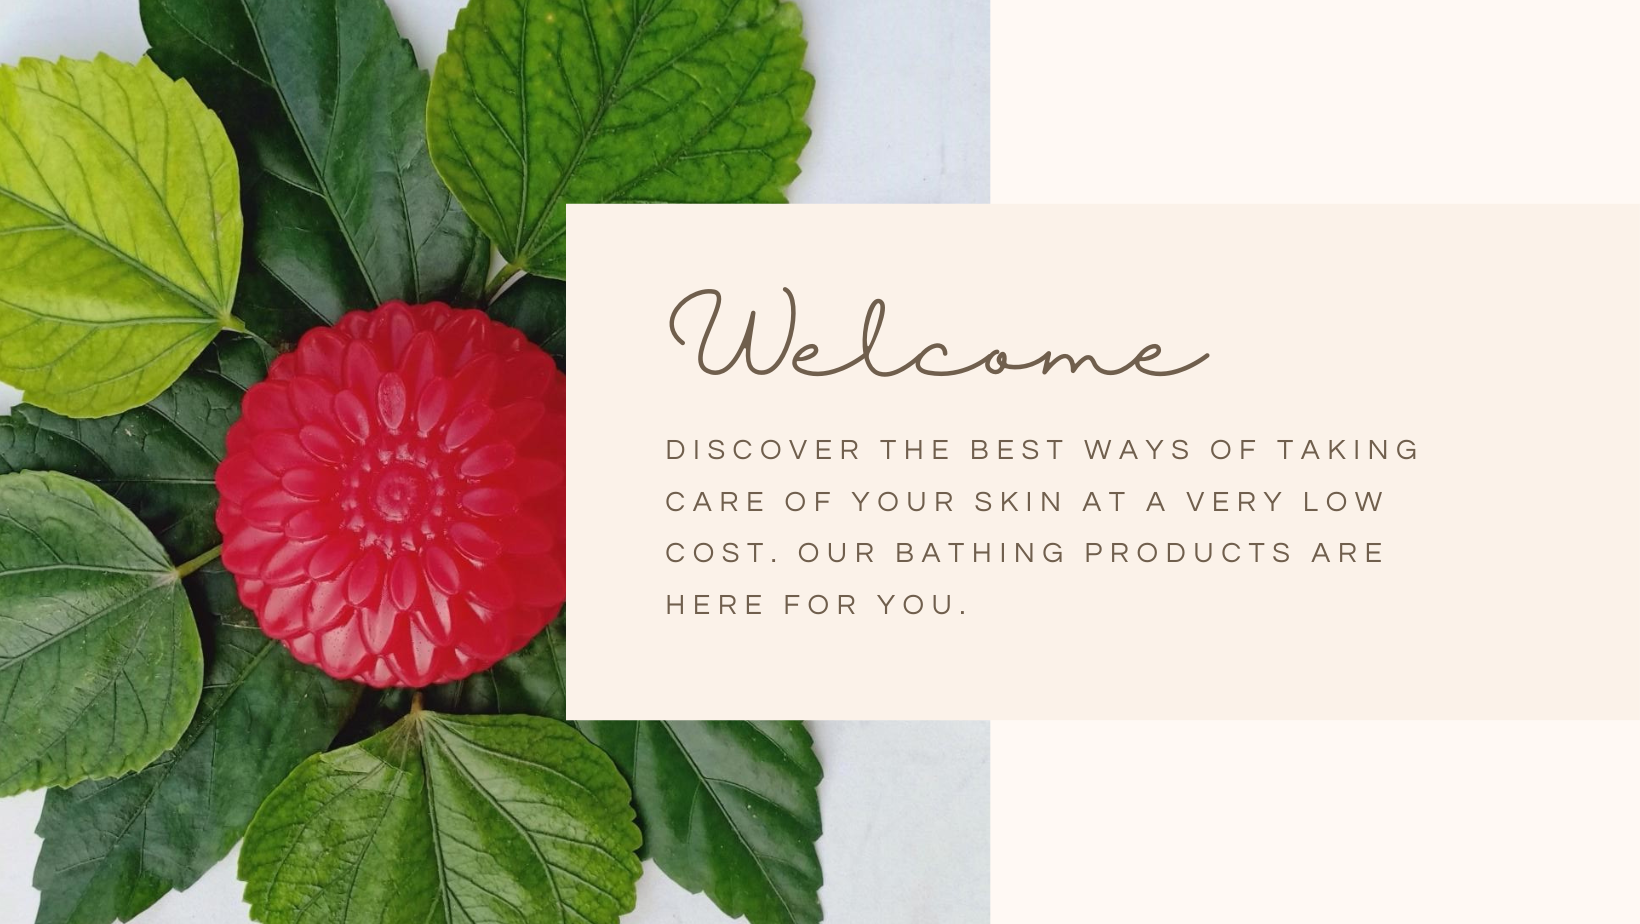 Welcome
DISCOVER THE BEST WAYS OF TAKING
CARE OF YOUR SKIN AT A VERY LOW
COST. OUR BATHING PRODUCTS ARE
HERE FOR YOU.